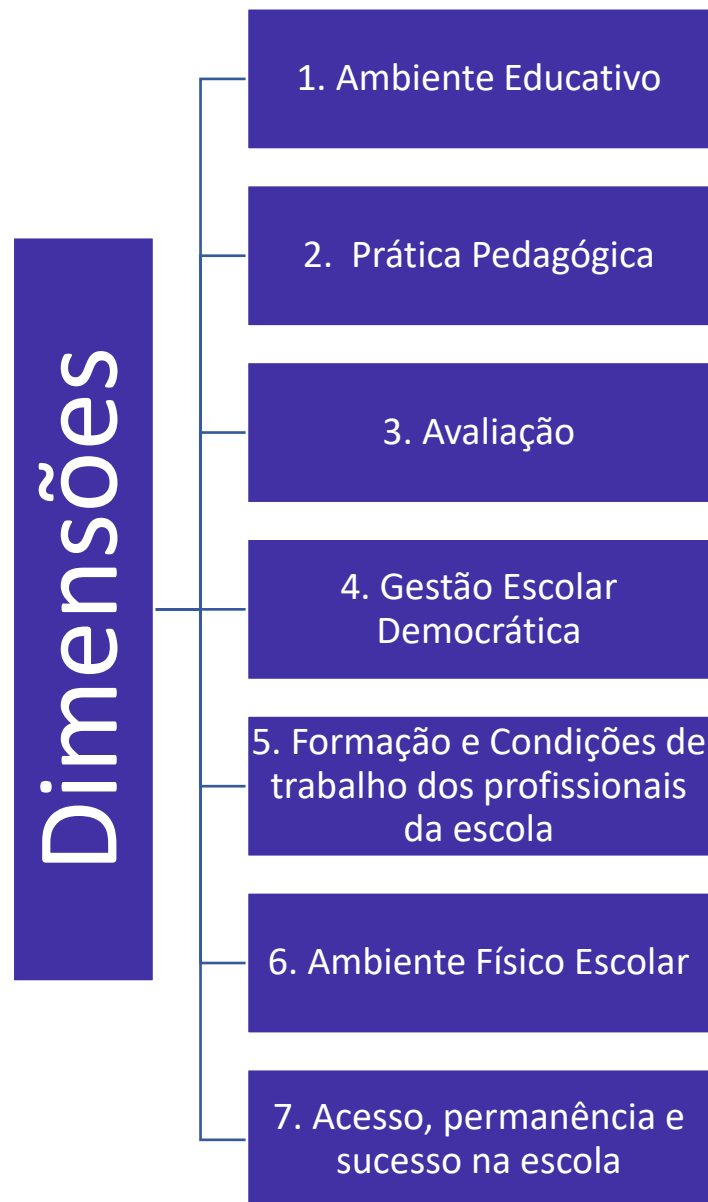 Dimensões
1. Ambiente Educativo
2. Prática Pedagógica
3. Avaliação
4. Gestão Escolar
Democrática
5. Formação e Condições de
trabalho dos profissionais
da escola
6. Ambiente Físico Escolar
7. Acesso, permanência e
sucesso na escola